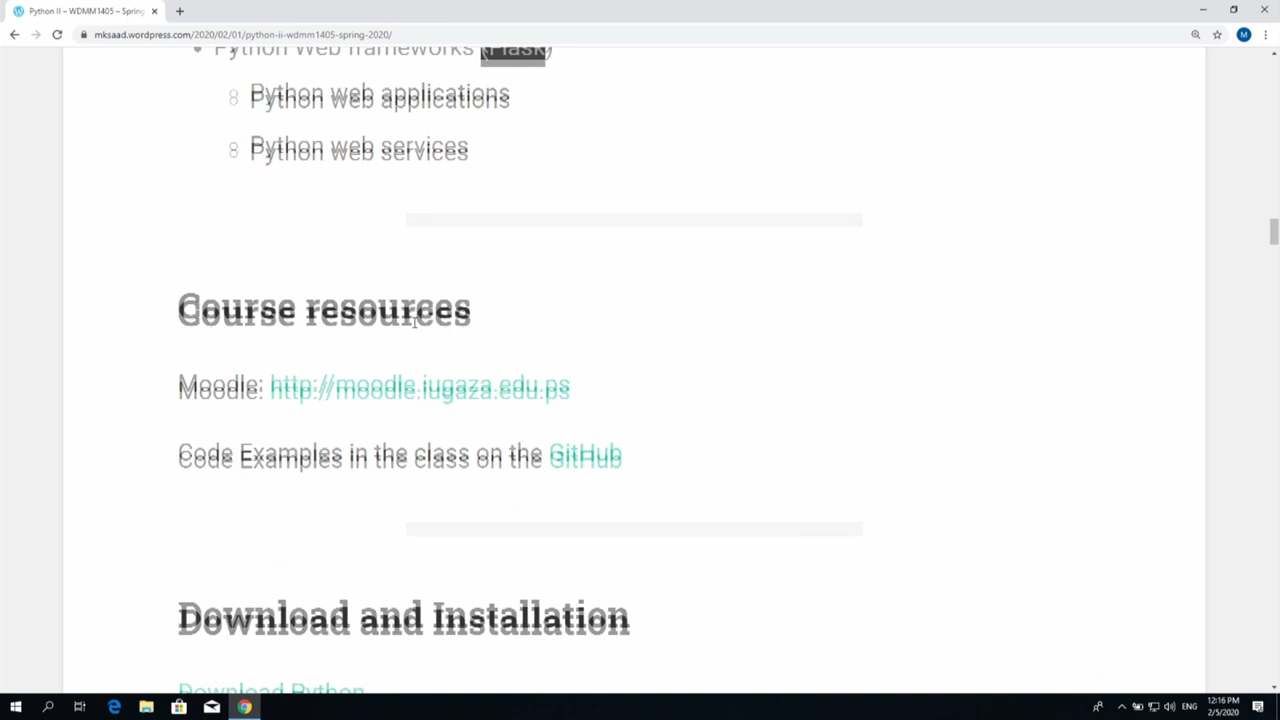 Python II – WDMM1405 – Spring
mksaad.wordpress.com/2020/02/01/python-ii-wdmm1405-spring-2020/
M
Python Web frameworks (Flask)
Python web applications
Python web services
Course resources
Moodle: http://moodle.iugaza.edu.ps
Code Examples in the class on the GitHub
Download and Installation
Download Python
ENG
12:16 PM
2/5/2020